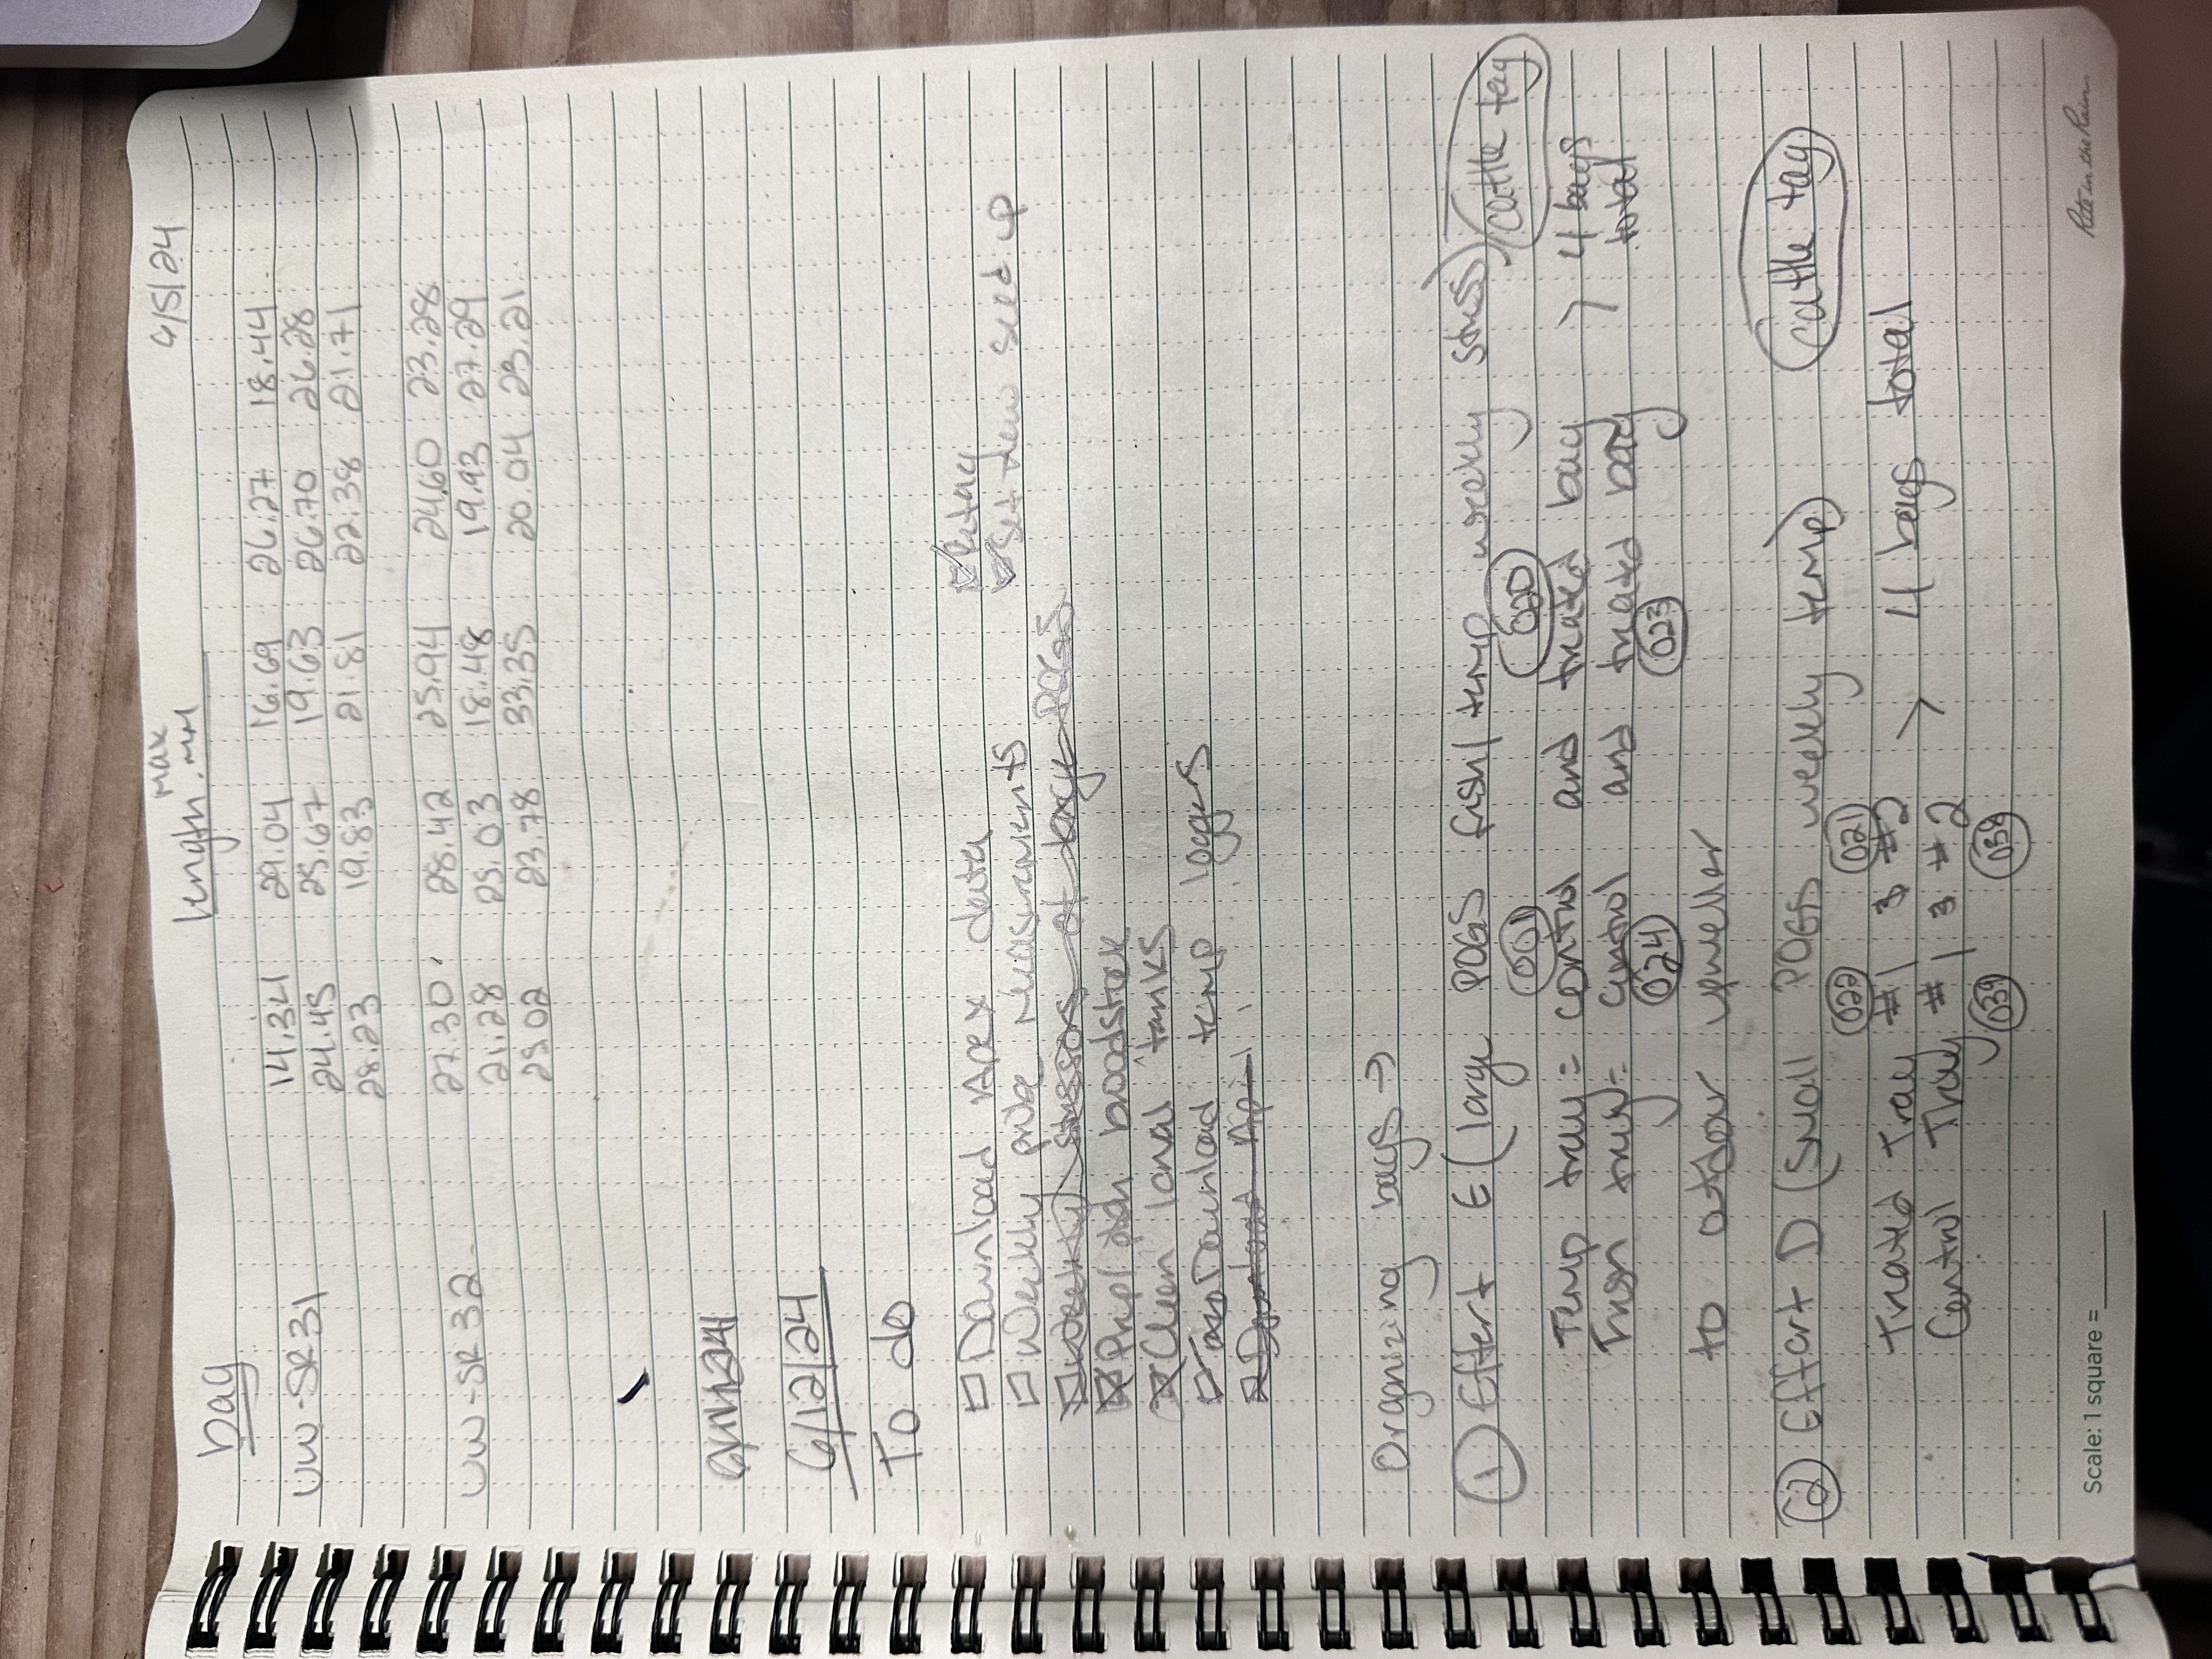 max
bag length mm 6/5/24
14.34 29.04 16.69 26.27 18.44
UW-SR31
24.45 25.67 19.63 26.70 26.28
28.23 19.83 21.81 22.38 21.71
27.30 28.42 25.94 24.60 23.28
UW-SR32
21.28 25.03 18.48 19.93 27.29
25.02 23.78 33.35 20.04 23.21
6/12/24
To do
Download Apex data
Retag
Weekly probe measurements
Set new seed up
Weekly stressors of large POGS
Prep/ broodstock
Clean larval tanks
Download temp loggers
Download Ap
Organizing bags →
① Effort E (large POGS fresh/temp weekly stress) cattle tag
001 020
Temp tray = control and treated bag > 4 bags
Fresh tray = control and treated bag total
024 023
to outdoor upweller
② Effort D (small POGS weekly temp) cattle tag
022 021
Treated Tray #1 & #2 > 4 bags total
Control Tray #1 & #2
039 038
Scale: 1 square =
Rite in the Rain